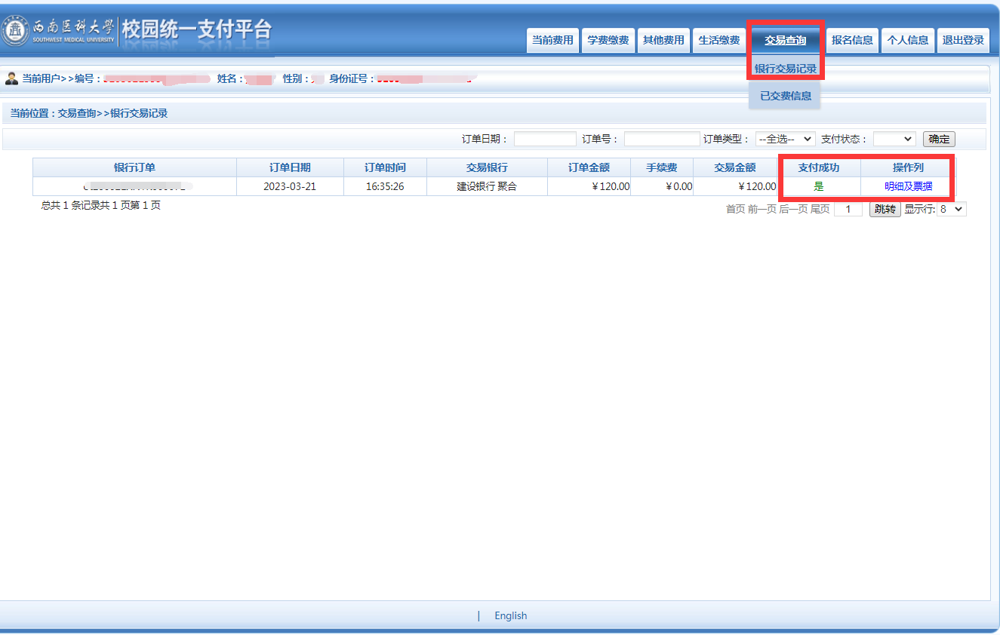 西南医科大学 校园统一支付平台
SOUTHWEST MEDICAL UNIVERSITY
当前费用 学费缴费 其他费用 生活缴费 交易查询 报名信息 个人信息 退出登录
银行交易记录
已交费信息
当前用户>>编号： 姓名： 性别： 身份证号：
当前位置：交易查询>>银行交易记录
订单日期： 订单号： 订单类型： --全选-- 支付状态： 确定
银行订单 订单日期 订单时间 交易银行 订单金额 手续费 交易金额 支付成功 操作列
2023-03-21 16:35:26 建设银行 聚合 ￥120.00 ￥0.00 ￥120.00 是 明细及票据
总共 1 条记录共 1 页第 1 页
首页 前一页 后一页 尾页 1 跳转 显示行: 8
| English